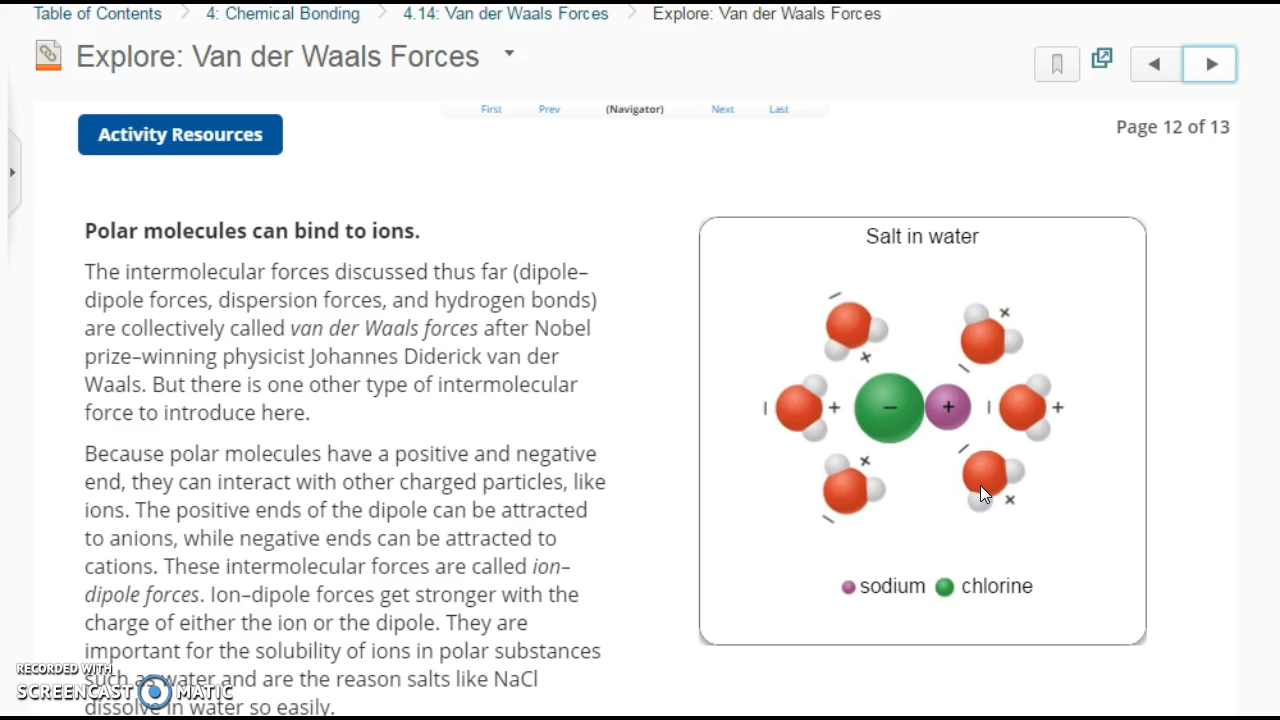 Table of Contents > 4: Chemical Bonding > 4.14: Van der Waals Forces > Explore: Van der Waals Forces
Explore: Van der Waals Forces
First Prev (Navigator) Next Last
Activity Resources
Page 12 of 13
Polar molecules can bind to ions.
The intermolecular forces discussed thus far (dipole–
dipole forces, dispersion forces, and hydrogen bonds)
are collectively called van der Waals forces after Nobel
prize–winning physicist Johannes Diderick van der
Waals. But there is one other type of intermolecular
force to introduce here.
Because polar molecules have a positive and negative
end, they can interact with other charged particles, like
ions. The positive ends of the dipole can be attracted
to anions, while negative ends can be attracted to
cations. These intermolecular forces are called ion–
dipole forces. Ion–dipole forces get stronger with the
charge of either the ion or the dipole. They are
important for the solubility of ions in polar substances
such as water and are the reason salts like NaCl
dissolve in water so easily.
Salt in water
− +
+ − +
− +
− +
− +
− +
− +
sodium chlorine
RECORDED WITH
SCREENCAST MATIC